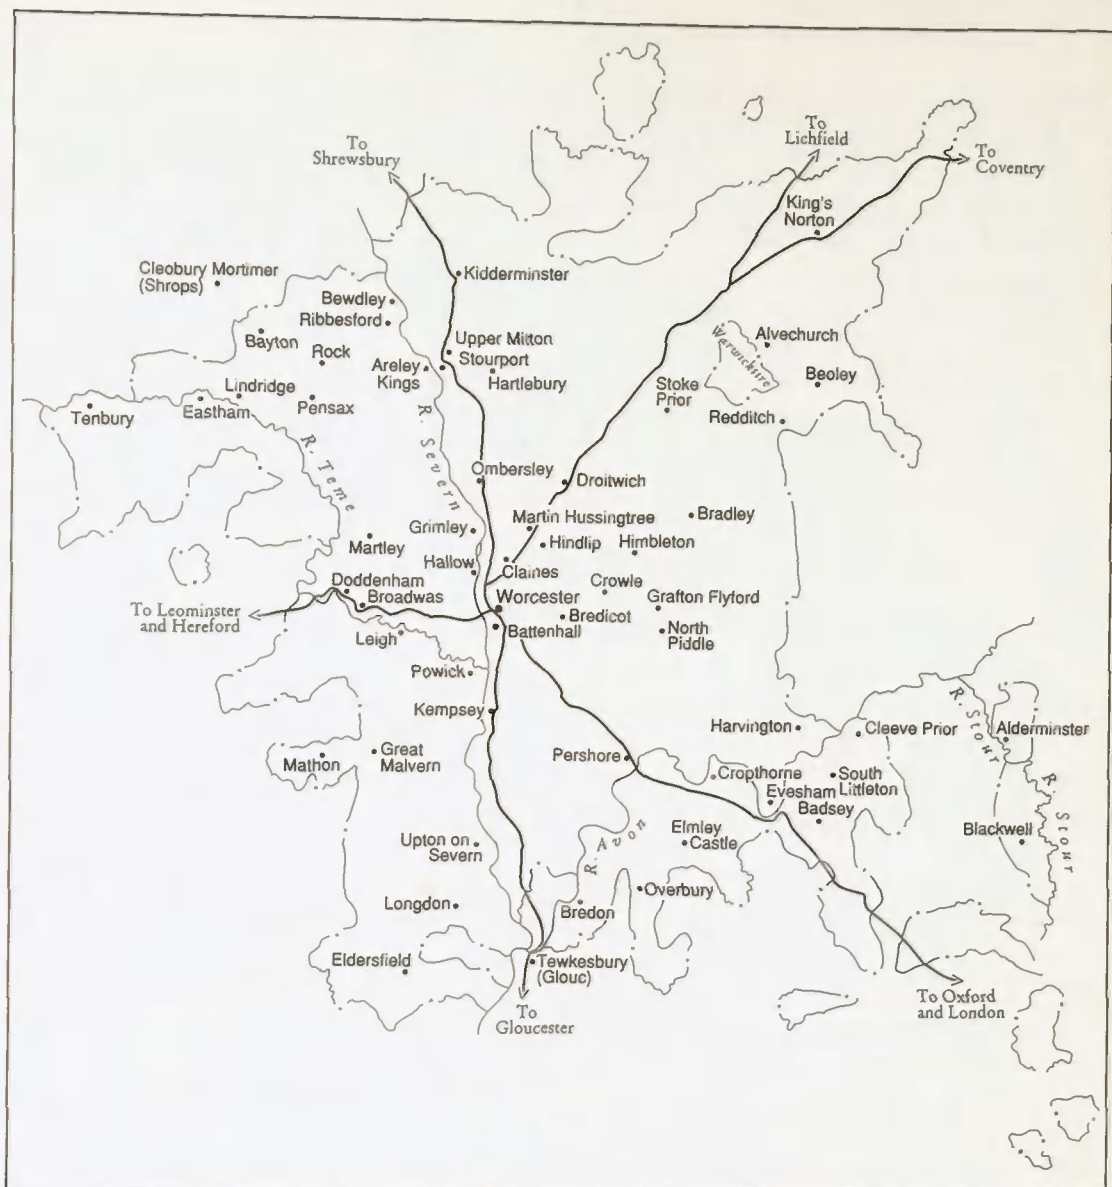 To
Shrewsbury
To
Lichfield
To
Coventry
King's
Norton
Cleobury Mortimer
(Shrops)
Kidderminster
Bewdley
Ribbesford
Bayton
Rock
Upper Mitton
Stourport
Areley
Kings
Hartlebury
Warwickshire
Alvechurch
Beoley
Stoke
Prior
Redditch
Lindridge
Tenbury
Eastham
Pensax
R. Teme
R. Severn
Ombersley
Droitwich
Bradley
Grimley
Martin Hussingtree
Martley
Hindlip
Himbleton
Hallow
Claines
Doddenham
Broadwas
Crowle
Worcester
Grafton Flyford
To Leominster
and Hereford
Bredicot
Leigh
Battenhall
North
Piddle
Powick
Kempsey
R. Stour
Harvington
Cleeve Prior
Alderminster
Great
Malvern
Mathon
Pershore
Cropthorne
South
Littleton
Evesham
Badsey
R. Stour
Upton on
Severn
R. Avon
Elmley
Castle
Blackwell
Overbury
Longdon
Bredon
Eldersfield
Tewkesbury
(Glouc)
To
Gloucester
To Oxford
and London